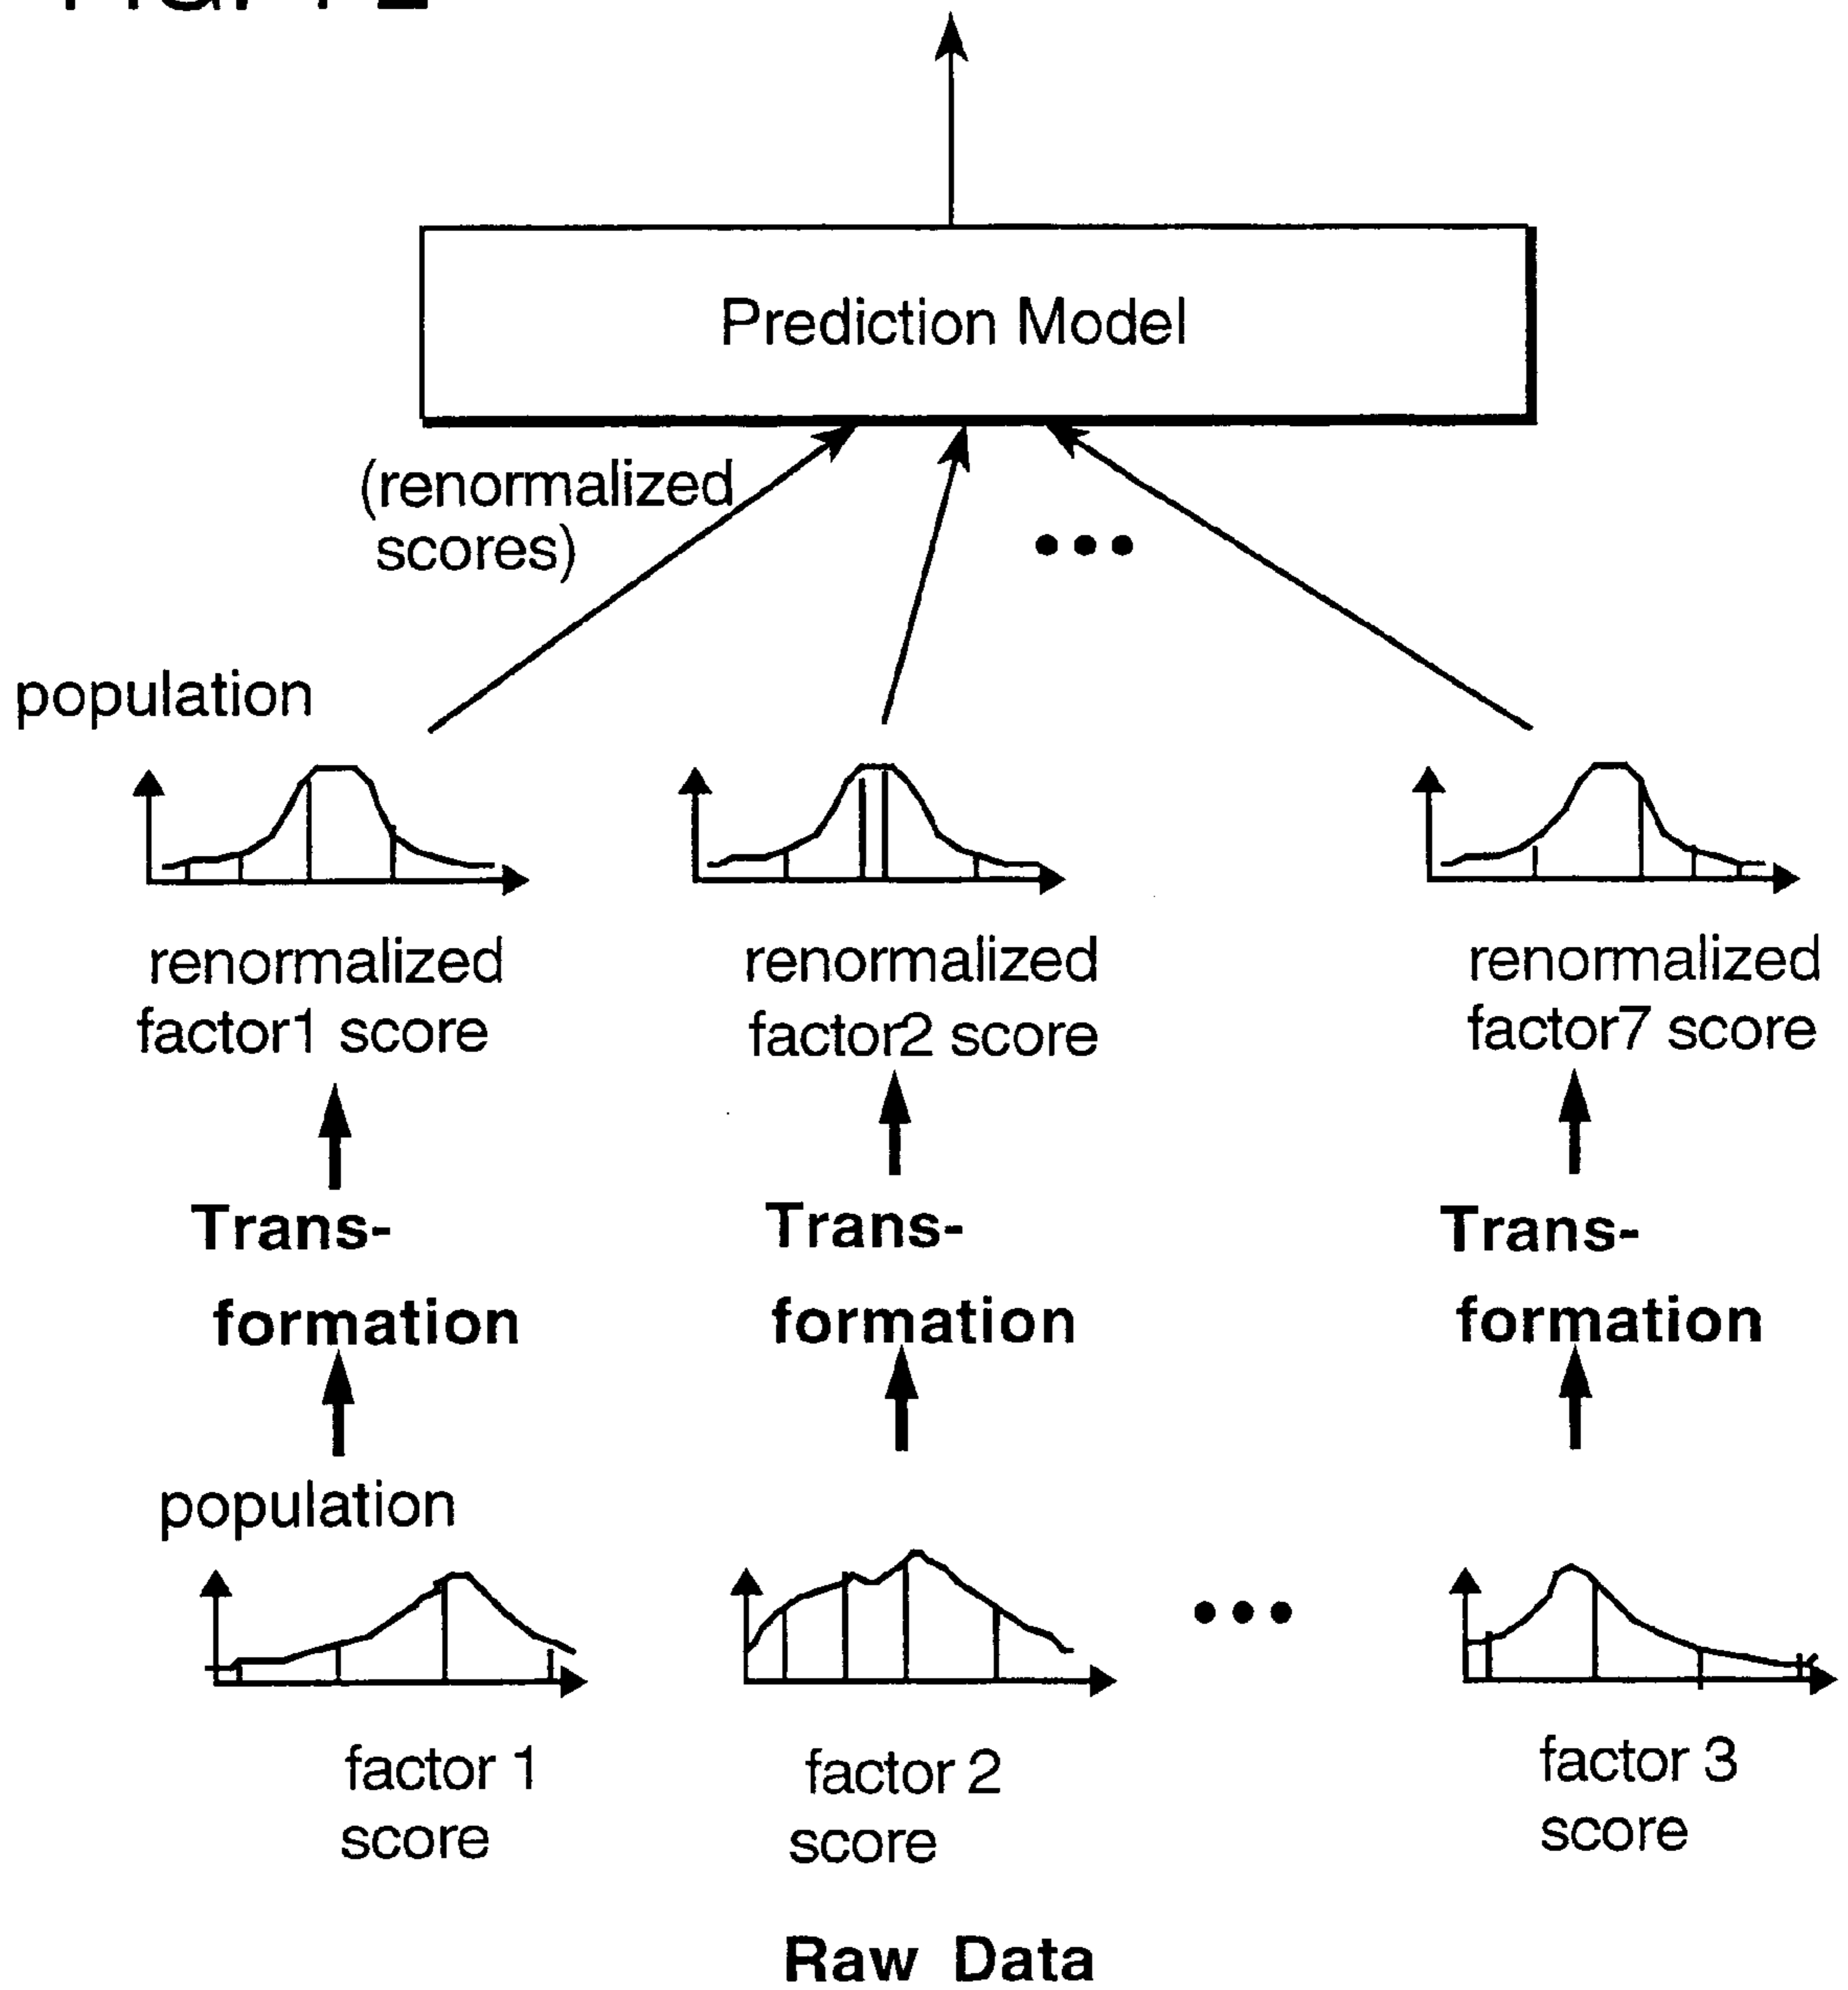 Prediction Model
(renormalized
scores)
population
renormalized
factor1 score
renormalized
factor2 score
renormalized
factor7 score
Trans-
formation
Trans-
formation
Trans-
formation
population
factor 1
score
factor 2
score
factor 3
score
Raw Data